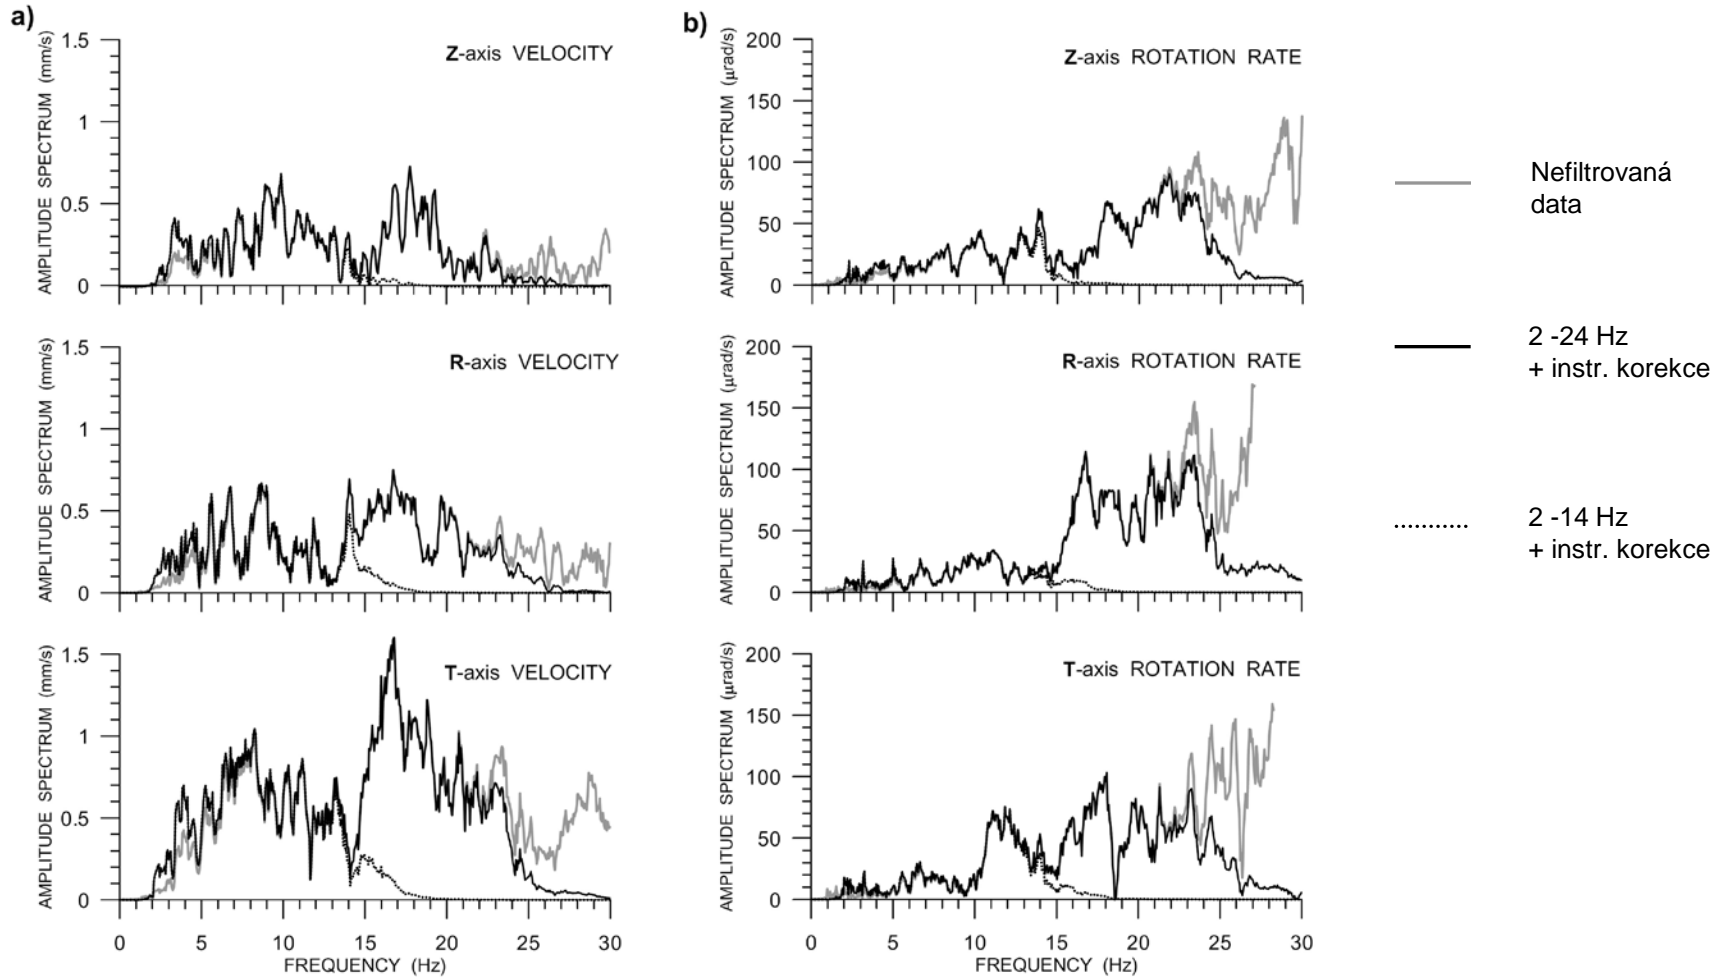 a)
1.5
1
0.5
0
AMPLITUDE SPECTRUM (mm/s)
Z-axis VELOCITY
1.5
1
0.5
0
AMPLITUDE SPECTRUM (mm/s)
R-axis VELOCITY
1.5
1
0.5
0
AMPLITUDE SPECTRUM (mm/s)
T-axis VELOCITY
0 5 10 15 20 25 30
FREQUENCY (Hz)
b)
200
150
100
50
0
AMPLITUDE SPECTRUM (μrad/s)
Z-axis ROTATION RATE
200
150
100
50
0
AMPLITUDE SPECTRUM (μrad/s)
R-axis ROTATION RATE
200
150
100
50
0
AMPLITUDE SPECTRUM (μrad/s)
T-axis ROTATION RATE
0 5 10 15 20 25 30
FREQUENCY (Hz)
Nefiltrovaná
data
2 -24 Hz
+ instr. korekce
2 -14 Hz
+ instr. korekce